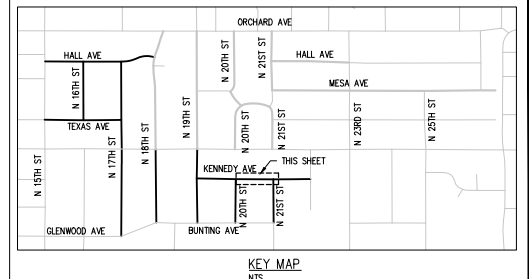 ORCHARD AVE
HALL AVE
HALL AVE
N 20TH ST
N 21ST ST
N 16TH ST
MESA AVE
N 19TH ST
TEXAS AVE
N 17TH ST
N 18TH ST
N 20TH ST
N 21ST ST
N 23RD ST
N 25TH ST
N 15TH ST
KENNEDY AVE
THIS SHEET
N 20TH ST
N 21ST ST
GLENWOOD AVE
BUNTING AVE
KEY MAP
NTS